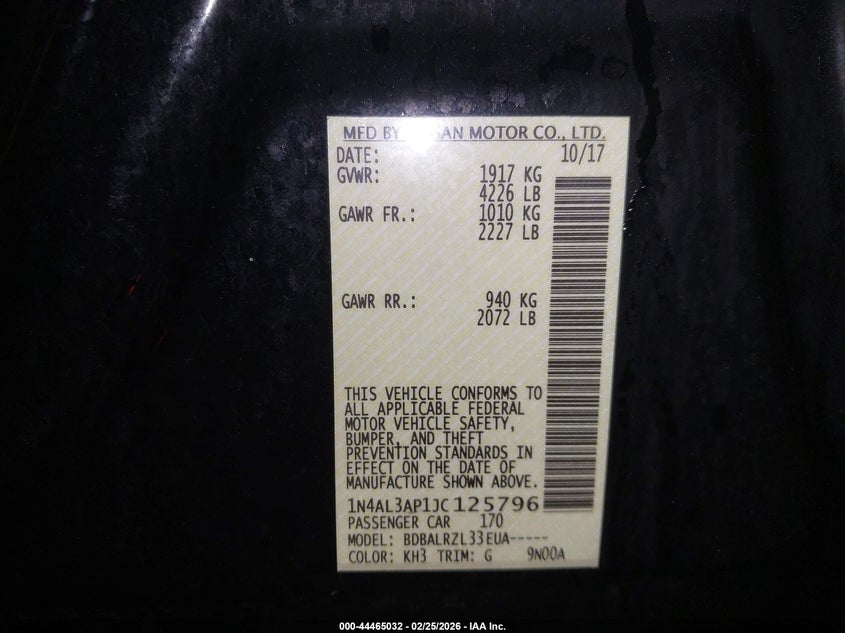 MFD BY NISSAN MOTOR CO., LTD.
DATE: 10/17
GVWR: 1917 KG
4226 LB
GAWR FR.: 1010 KG
2227 LB
GAWR RR.: 940 KG
2072 LB
THIS VEHICLE CONFORMS TO
ALL APPLICABLE FEDERAL
MOTOR VEHICLE SAFETY,
BUMPER, AND THEFT
PREVENTION STANDARDS IN
EFFECT ON THE DATE OF
MANUFACTURE SHOWN ABOVE.
1N4AL3AP1JC125796
PASSENGER CAR 170
MODEL: BDBALRZL33EUA-----
COLOR: KH3 TRIM: G 9N00A
000-44465032 - 02/25/2026 - IAA Inc.